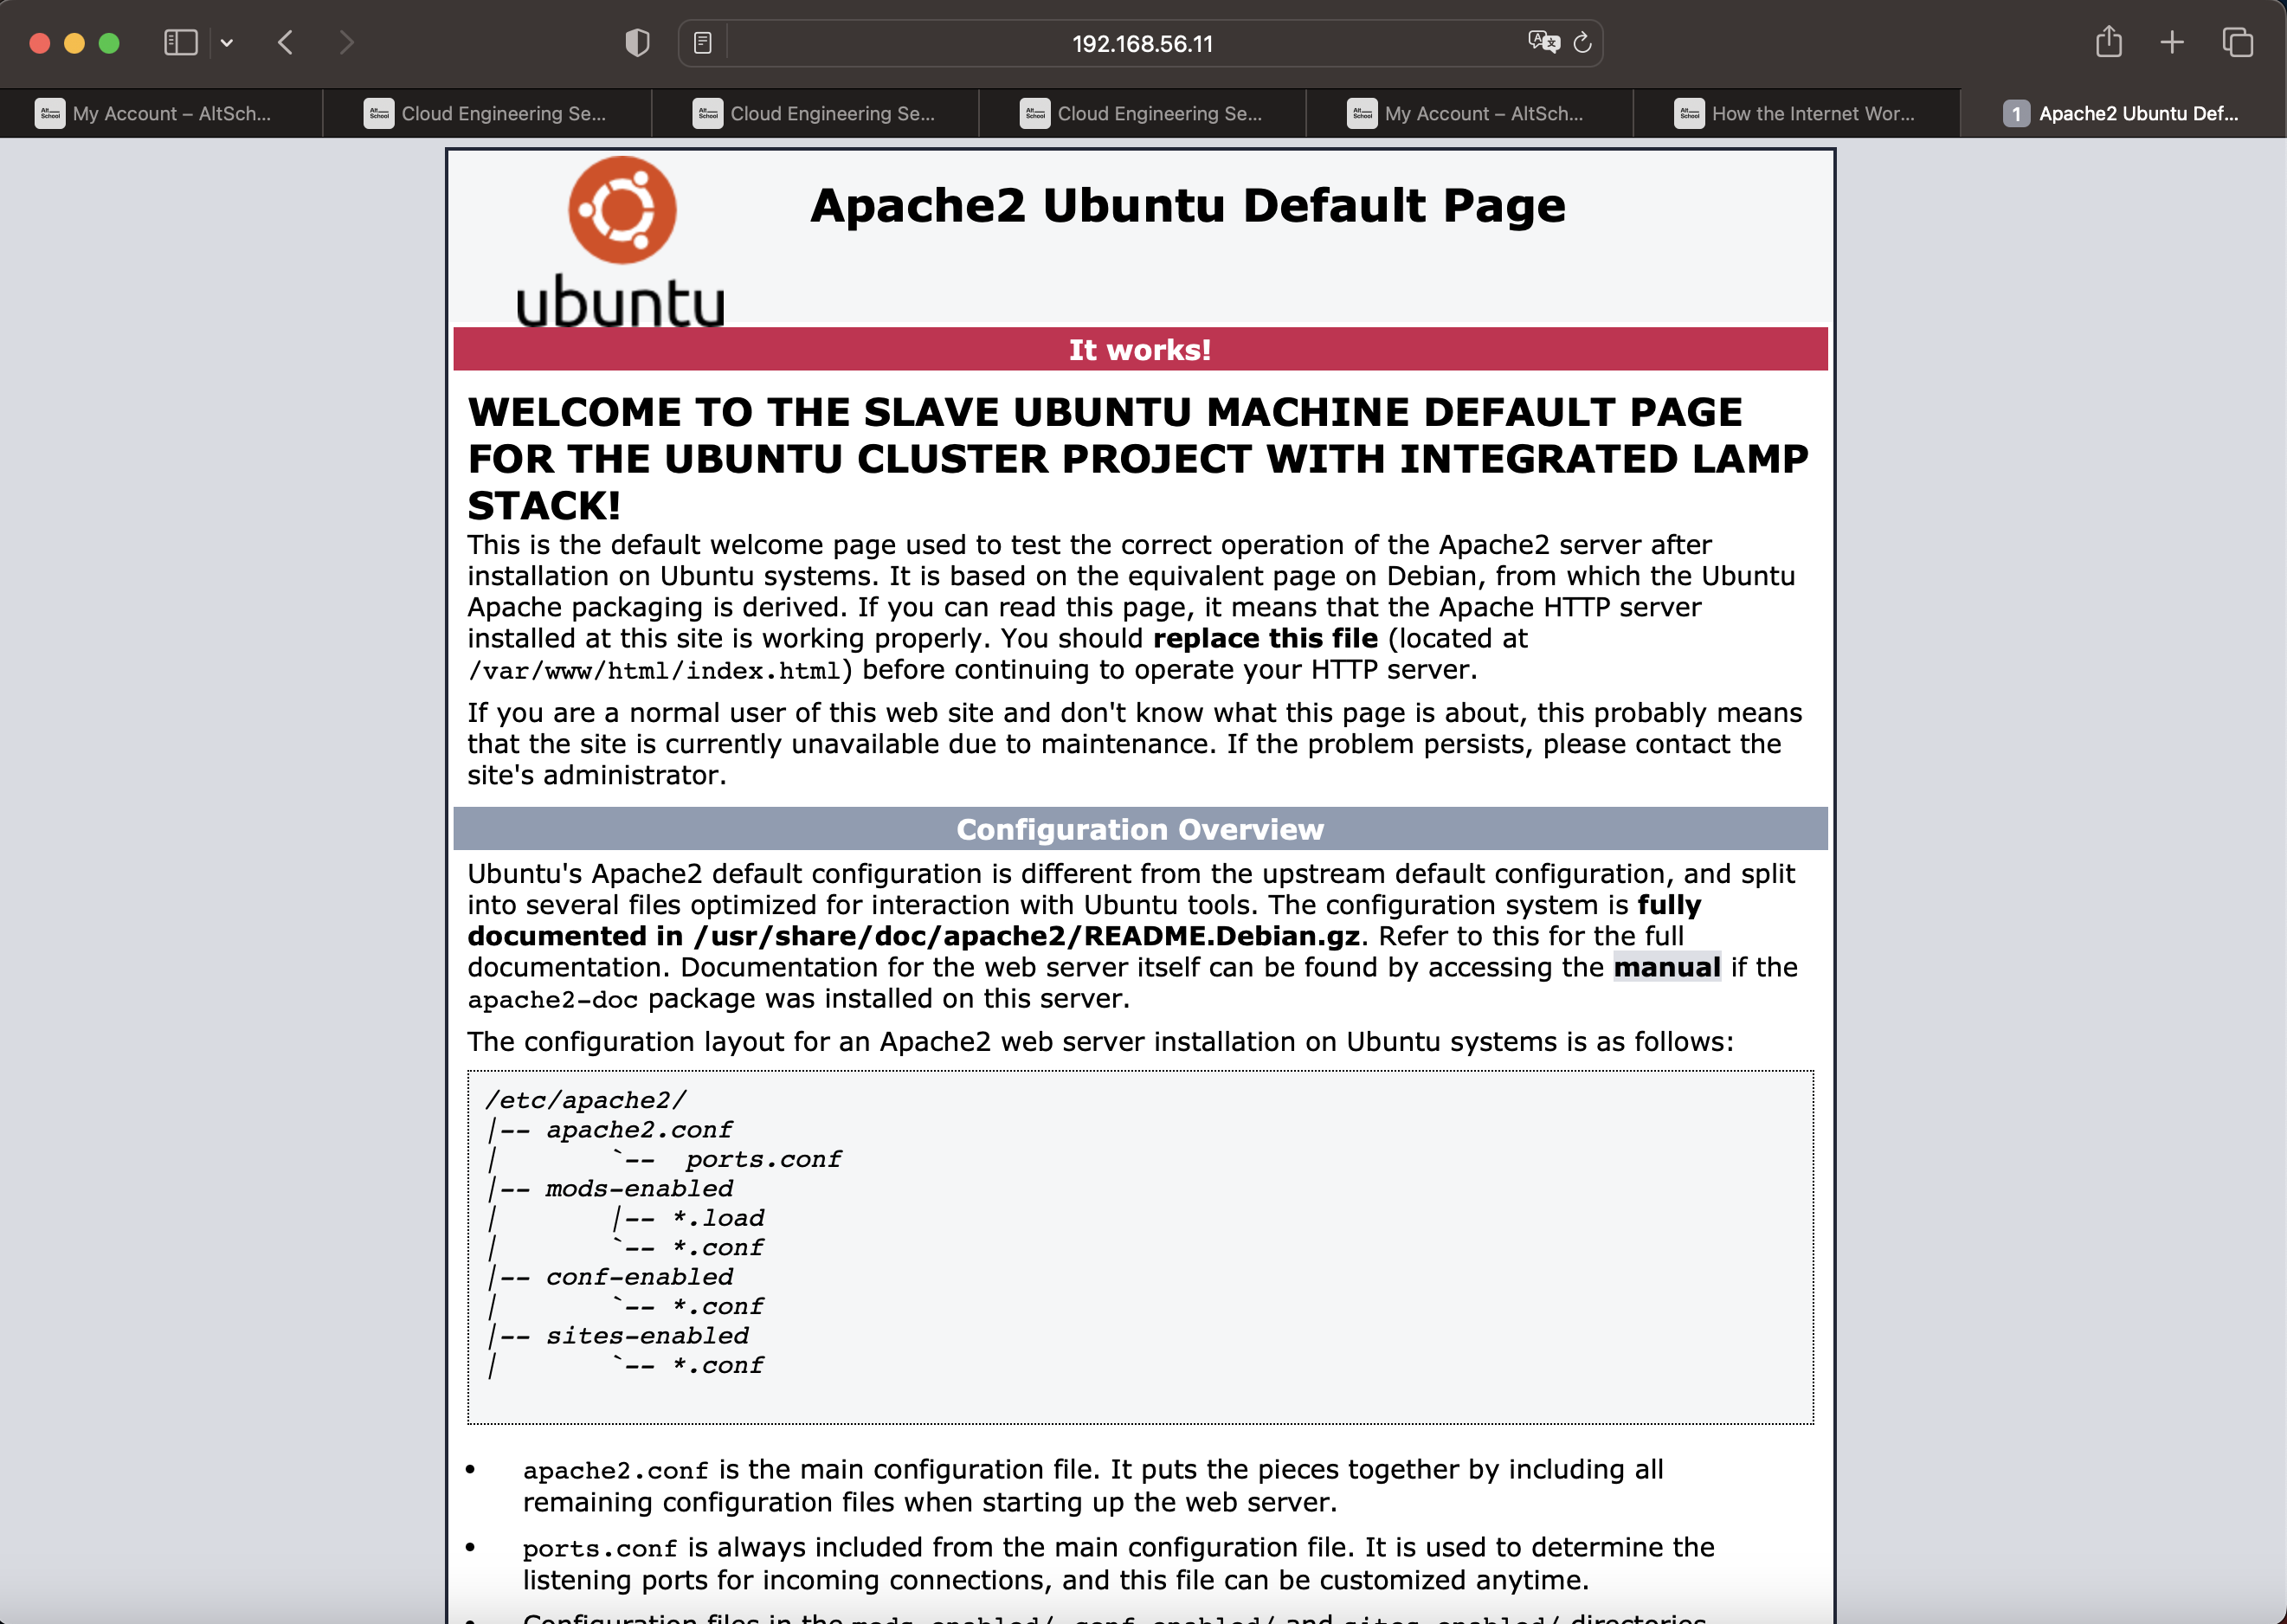 192.168.56.11
My Account – AltSch...
Cloud Engineering Se...
Cloud Engineering Se...
Cloud Engineering Se...
My Account – AltSch...
How the Internet Wor...
1 Apache2 Ubuntu Def...
ubuntu
Apache2 Ubuntu Default Page
It works!
WELCOME TO THE SLAVE UBUNTU MACHINE DEFAULT PAGE
FOR THE UBUNTU CLUSTER PROJECT WITH INTEGRATED LAMP
STACK!
This is the default welcome page used to test the correct operation of the Apache2 server after
installation on Ubuntu systems. It is based on the equivalent page on Debian, from which the Ubuntu
Apache packaging is derived. If you can read this page, it means that the Apache HTTP server
installed at this site is working properly. You should replace this file (located at
/var/www/html/index.html) before continuing to operate your HTTP server.
If you are a normal user of this web site and don't know what this page is about, this probably means
that the site is currently unavailable due to maintenance. If the problem persists, please contact the
site's administrator.
Configuration Overview
Ubuntu's Apache2 default configuration is different from the upstream default configuration, and split
into several files optimized for interaction with Ubuntu tools. The configuration system is fully
documented in /usr/share/doc/apache2/README.Debian.gz. Refer to this for the full
documentation. Documentation for the web server itself can be found by accessing the manual if the
apache2-doc package was installed on this server.
The configuration layout for an Apache2 web server installation on Ubuntu systems is as follows:
/etc/apache2/
|-- apache2.conf
|       `--  ports.conf
|-- mods-enabled
|       |-- *.load
|       `-- *.conf
|-- conf-enabled
|       `-- *.conf
|-- sites-enabled
|       `-- *.conf
• apache2.conf is the main configuration file. It puts the pieces together by including all
remaining configuration files when starting up the web server.
• ports.conf is always included from the main configuration file. It is used to determine the
listening ports for incoming connections, and this file can be customized anytime.
• Configuration files in the mods-enabled/, conf-enabled/ and sites-enabled/ directories